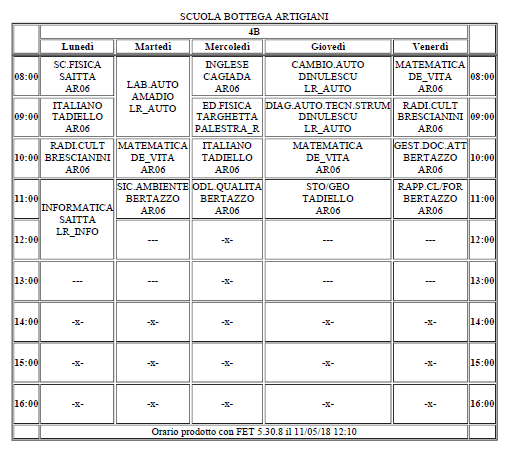 SCUOLA BOTTEGA ARTIGIANI
4B
Lunedì Martedì Mercoledì Giovedì Venerdì
08:00
SC.FISICA
SAITTA
AR06
LAB.AUTO
AMADIO
LR_AUTO
INGLESE
CAGIADA
AR06
CAMBIO.AUTO
DINULESCU
LR_AUTO
MATEMATICA
DE_VITA
AR06
08:00
09:00
ITALIANO
TADIELLO
AR06
ED.FISICA
TARGHETTA
PALESTRA_R
DIAG.AUTO.TECN.STRUM
DINULESCU
LR_AUTO
RADI.CULT
BRESCIANNI
AR06
09:00
10:00
RADI.CULT
BRESCIANNI
AR06
MATEMATICA
DE_VITA
AR06
ITALIANO
TADIELLO
AR06
MATEMATICA
DE_VITA
AR06
GEST.DOC.ATT
BERTAZZO
AR06
10:00
11:00
INFORMATICA
SAITTA
LR_INFO
SIC.AMBIENTE
BERTAZZO
AR06
ODL.QUALITA
BERTAZZO
AR06
STO/GEO
TADIELLO
AR06
RAPP.CL/FOR
BERTAZZO
AR06
11:00
12:00 --- -x- --- --- 12:00
13:00 --- --- -x- --- --- 13:00
14:00 -x- -x- -x- -x- -x- 14:00
15:00 -x- -x- -x- -x- -x- 15:00
16:00 -x- -x- -x- -x- -x- 16:00
Orario prodotto con FET 5.30.8 il 11/05/18 12:10